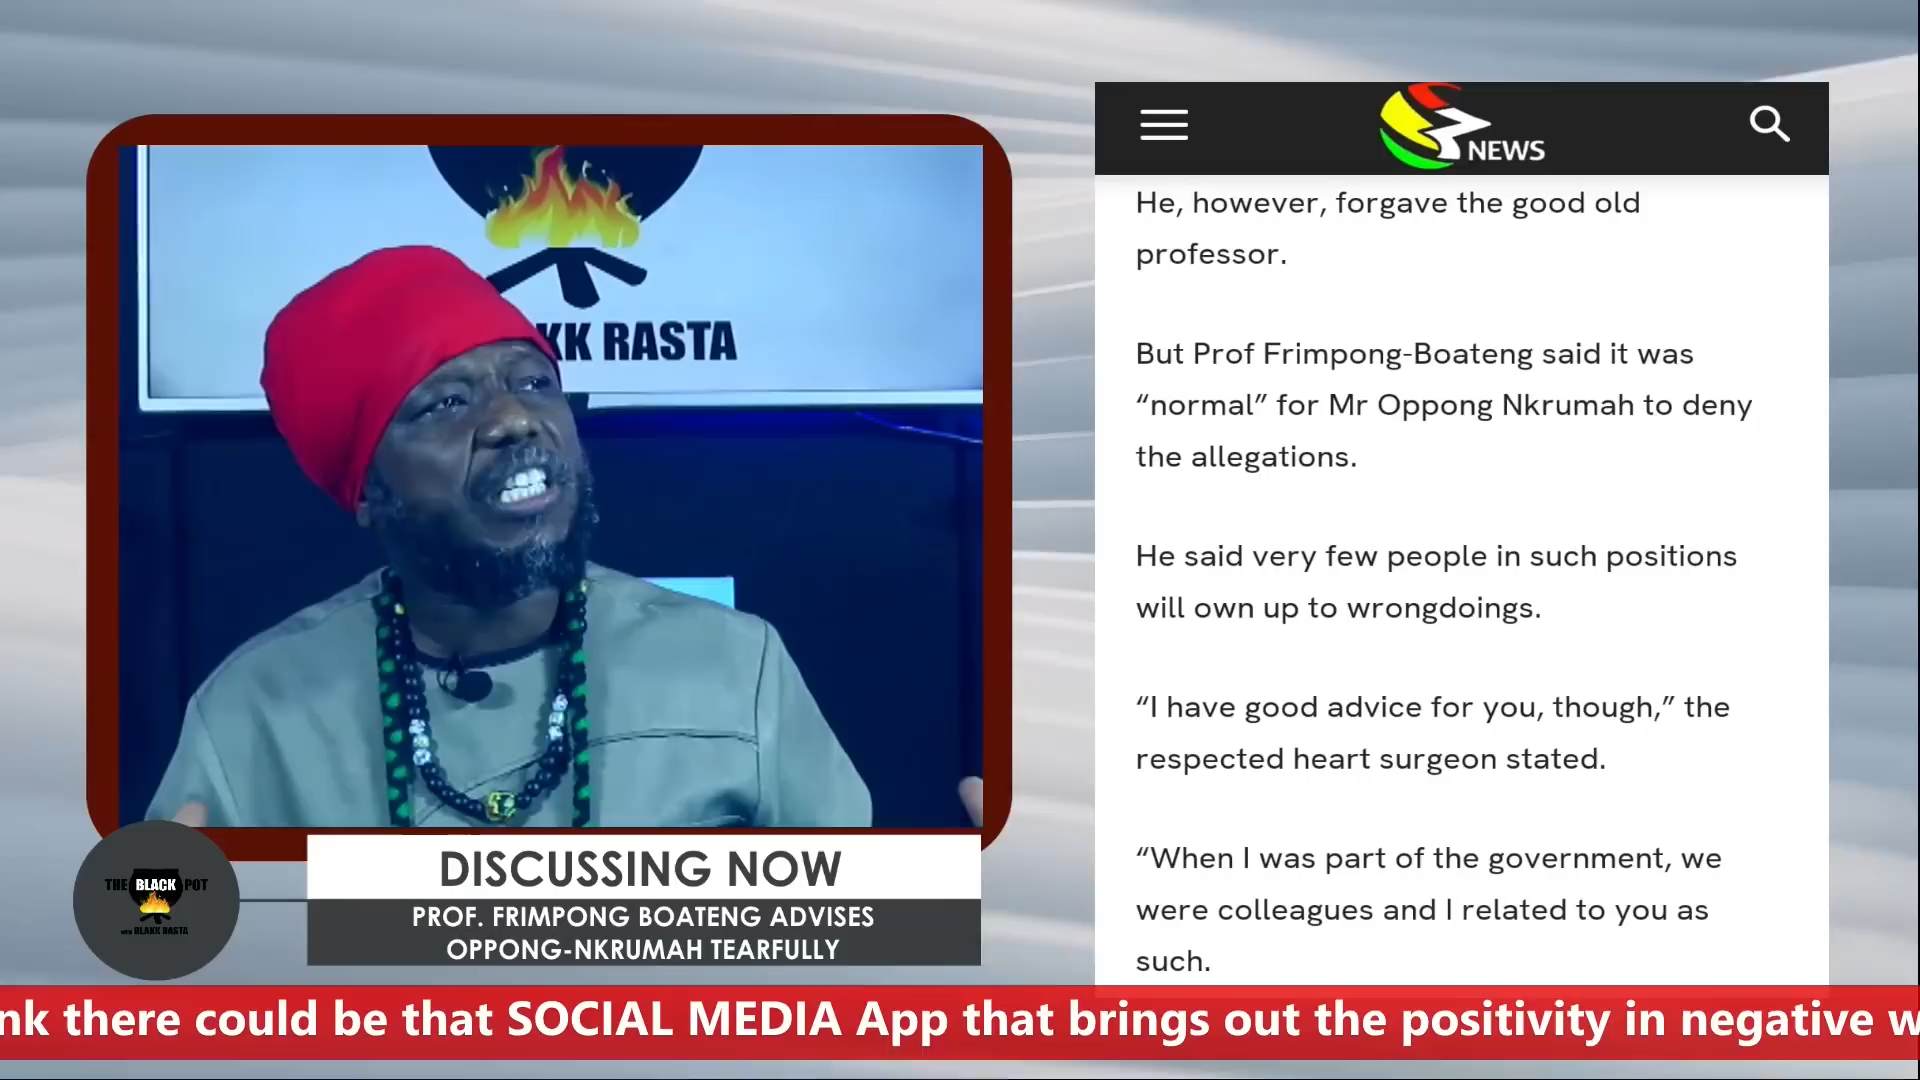 KK RASTA
DISCUSSING NOW
PROF. FRIMPONG BOATENG ADVISES
OPPONG-NKRUMAH TEARFULLY
THE BLACK POT
WITH BLAKK RASTA
NEWS
He, however, forgave the good old
professor.
But Prof Frimpong-Boateng said it was
“normal” for Mr Oppong Nkrumah to deny
the allegations.
He said very few people in such positions
will own up to wrongdoings.
“I have good advice for you, though,” the
respected heart surgeon stated.
“When I was part of the government, we
were colleagues and I related to you as
such.
nk there could be that SOCIAL MEDIA App that brings out the positivity in negative w